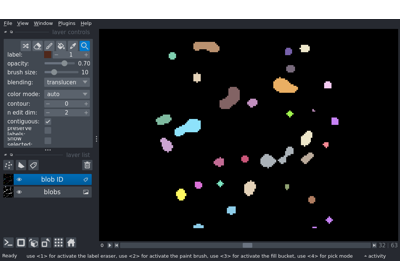 File View Window Plugins Help
layer controls
label: 1
opacity: 0.70
brush size: 10
blending: translucen
color mode: auto
contour: 0
n edit dim: 2
contiguous:
preserve
labels:
show
selected:
layer list
blob ID
blobs
32 / 63
Ready use <1> for activate the label eraser, use <2> for activate the paint brush, use <3> for activate the fill bucket, use <4> for pick mode activity